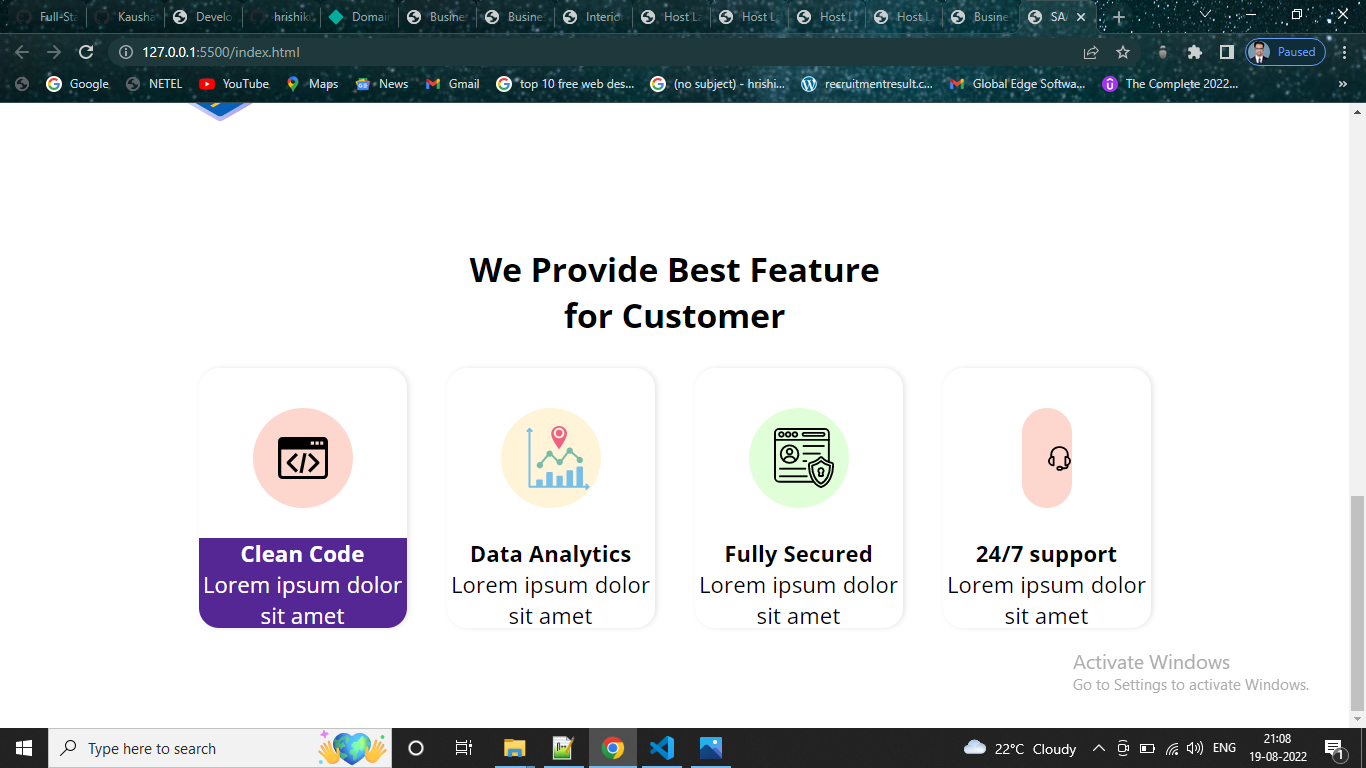 Full-Sta
Kausha
Develo
hrishik
Domai
Busine
Busine
Interio
Host L
Host L
Host L
Host L
Busine
SAA
127.0.0.1:5500/index.html
Paused
Google
NETEL
YouTube
Maps
News
Gmail
top 10 free web des...
(no subject) - hrishi...
recruitmentresult.c...
Global Edge Softwa...
The Complete 2022...
We Provide Best Feature
for Customer
Clean Code
Lorem ipsum dolor
sit amet
Data Analytics
Lorem ipsum dolor
sit amet
Fully Secured
Lorem ipsum dolor
sit amet
24/7 support
Lorem ipsum dolor
sit amet
Activate Windows
Go to Settings to activate Windows.
Type here to search
22°C Cloudy
ENG
21:08
19-08-2022
1